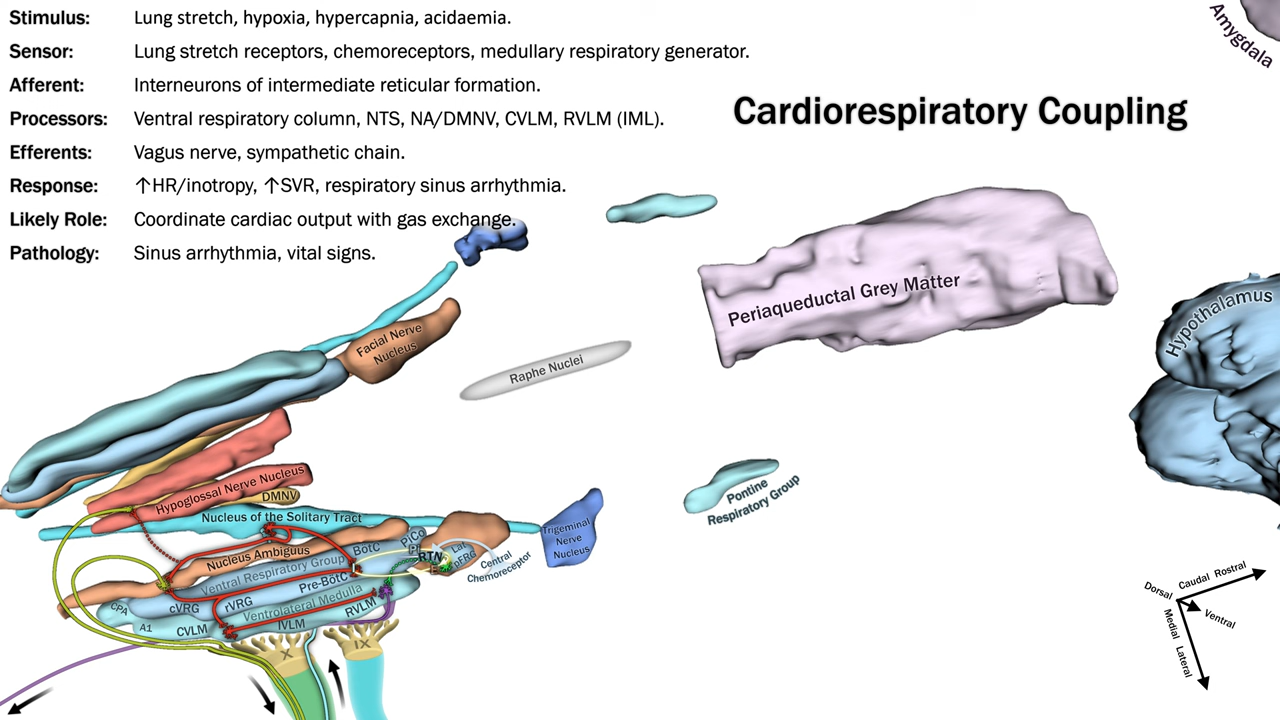 Stimulus: Lung stretch, hypoxia, hypercapnia, acidaemia.
Sensor: Lung stretch receptors, chemoreceptors, medullary respiratory generator.
Afferent: Interneurons of intermediate reticular formation.
Processors: Ventral respiratory column, NTS, NA/DMNV, CVLM, RVLM (IML).
Efferents: Vagus nerve, sympathetic chain.
Response: ↑HR/inotropy, ↑SVR, respiratory sinus arrhythmia.
Likely Role: Coordinate cardiac output with gas exchange.
Pathology: Sinus arrhythmia, vital signs.
Amygdala
Cardiorespiratory Coupling
Periaqueductal Grey Matter
Hypothalamus
Facial Nerve
Nucleus
Raphe Nuclei
Hypoglossal Nerve Nucleus
DMNV
Pontine
Respiratory Group
Nucleus of the Solitary Tract
Trigeminal
Nerve
Nucleus
Nucleus Ambiguus
BötC
PiCo
RTN
Lat
pFRG
Central
Chemoreceptor
Ventral Respiratory Group
Pre-BötC
cVRG
rVRG
Ventrolateral Medulla
CPA
A1
CVLM
IVLM
RVLM
X
IX
Dorsal
Caudal
Rostral
Ventral
Medial
Lateral